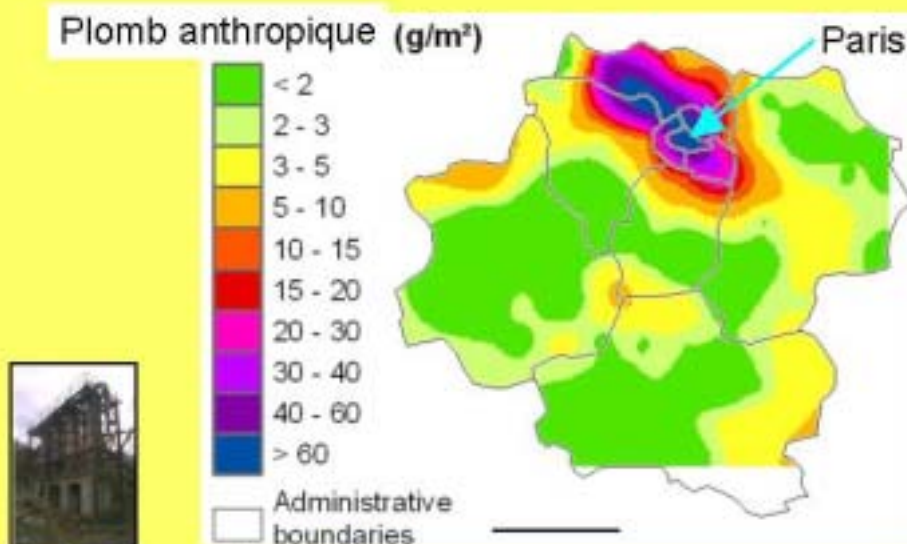 Plomb anthropique (g/m²)
Paris
< 2
2 - 3
3 - 5
5 - 10
10 - 15
15 - 20
20 - 30
30 - 40
40 - 60
> 60
Administrative
boundaries